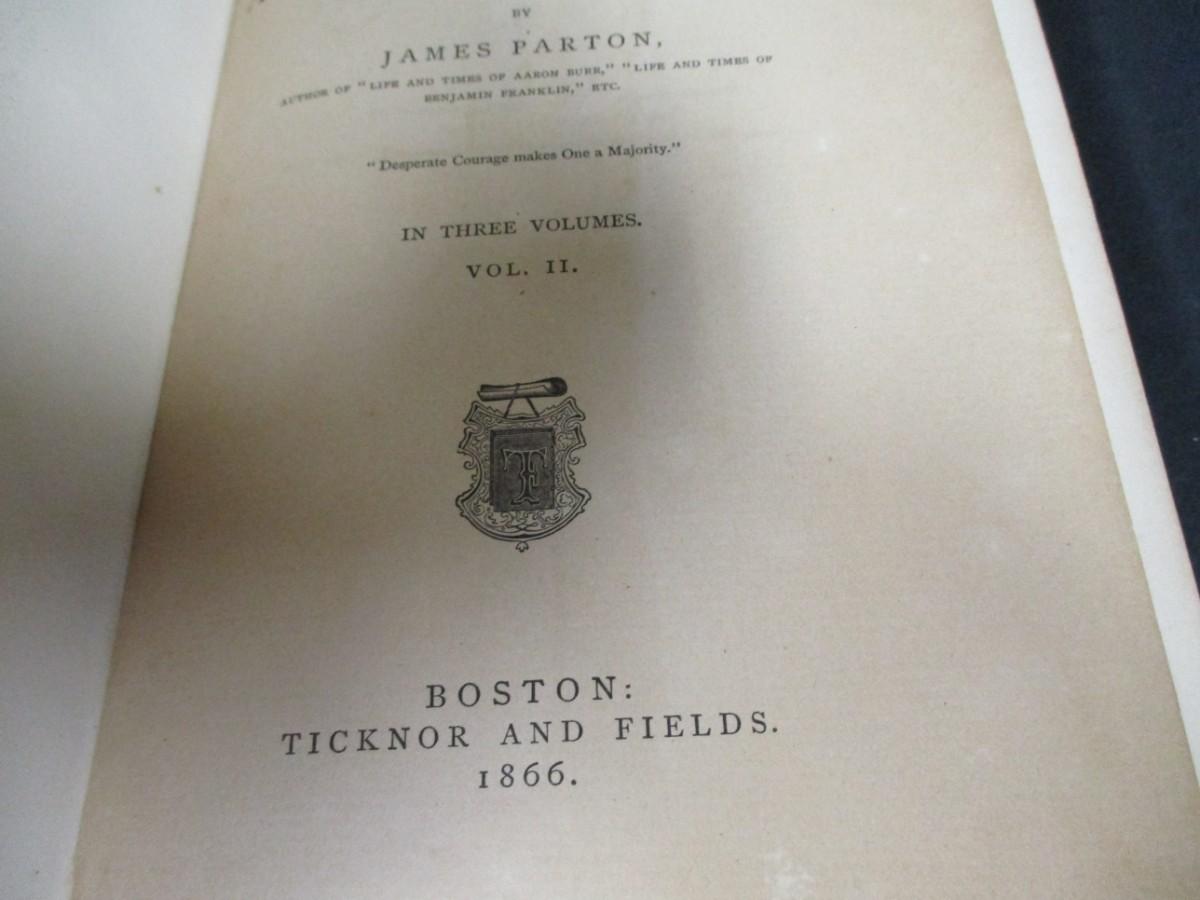 BY
JAMES PARTON,
AUTHOR OF "LIFE AND TIMES OF AARON BURR," "LIFE AND TIMES OF
BENJAMIN FRANKLIN," ETC.
"Desperate Courage makes One a Majority."
IN THREE VOLUMES.
VOL. II.
TF
BOSTON:
TICKNOR AND FIELDS.
1866.